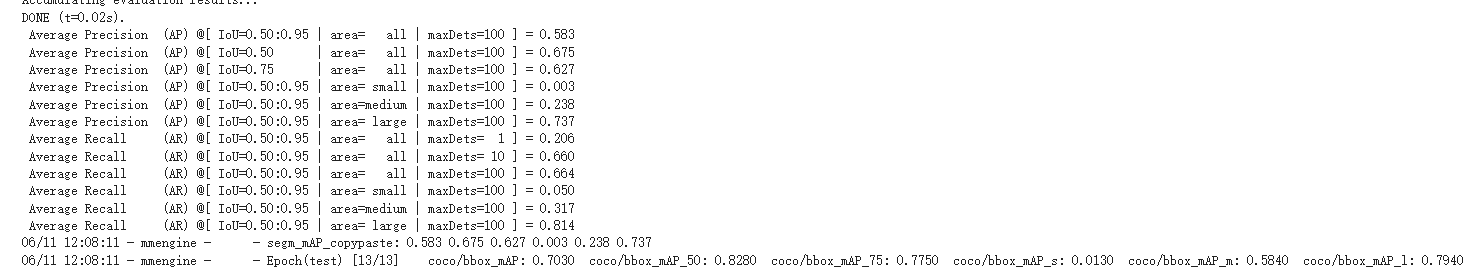 Accumulating evaluation results...
DONE (t=0.02s).
Average Precision  (AP) @[ IoU=0.50:0.95 | area=   all | maxDets=100 ] = 0.583
Average Precision  (AP) @[ IoU=0.50      | area=   all | maxDets=100 ] = 0.675
Average Precision  (AP) @[ IoU=0.75      | area=   all | maxDets=100 ] = 0.627
Average Precision  (AP) @[ IoU=0.50:0.95 | area= small | maxDets=100 ] = 0.003
Average Precision  (AP) @[ IoU=0.50:0.95 | area=medium | maxDets=100 ] = 0.238
Average Precision  (AP) @[ IoU=0.50:0.95 | area= large | maxDets=100 ] = 0.737
Average Recall     (AR) @[ IoU=0.50:0.95 | area=   all | maxDets=  1 ] = 0.206
Average Recall     (AR) @[ IoU=0.50:0.95 | area=   all | maxDets= 10 ] = 0.660
Average Recall     (AR) @[ IoU=0.50:0.95 | area=   all | maxDets=100 ] = 0.664
Average Recall     (AR) @[ IoU=0.50:0.95 | area= small | maxDets=100 ] = 0.050
Average Recall     (AR) @[ IoU=0.50:0.95 | area=medium | maxDets=100 ] = 0.317
Average Recall     (AR) @[ IoU=0.50:0.95 | area= large | maxDets=100 ] = 0.814
06/11 12:08:11 - mmengine -      - segm_mAP_copypaste: 0.583 0.675 0.627 0.003 0.238 0.737
06/11 12:08:11 - mmengine -      - Epoch(test) [13/13]    coco/bbox_mAP: 0.7030  coco/bbox_mAP_50: 0.8280  coco/bbox_mAP_75: 0.7750  coco/bbox_mAP_s: 0.0130  coco/bbox_mAP_m: 0.5840  coco/bbox_mAP_l: 0.7940